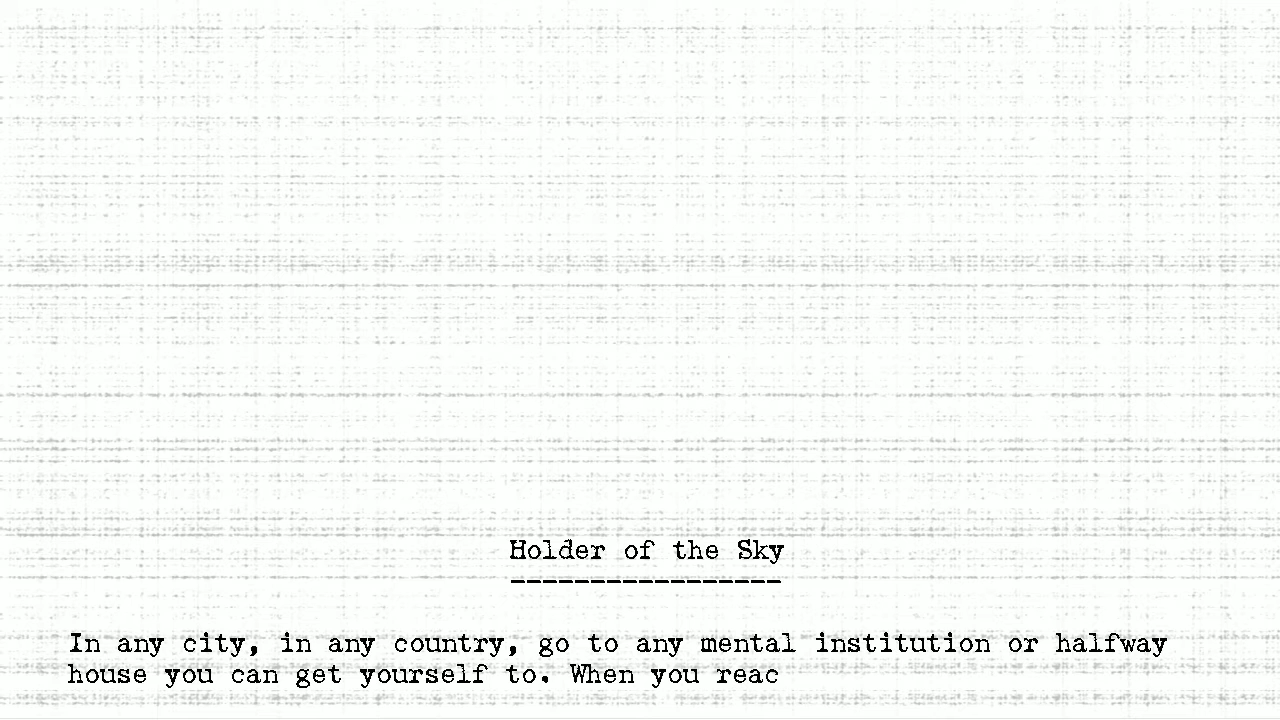 Holder of the Sky
-----------------
In any city, in any country, go to any mental institution or halfway
house you can get yourself to. When you reac